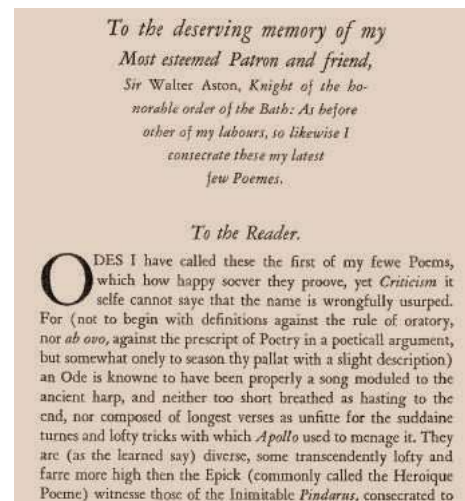 To the deserving memory of my
Most esteemed Patron and friend,
Sir Walter Aston, Knight of the ho-
norable order of the Bath: As before
other of my labours, so likewise I
consecrate these my latest
few Poemes.
To the Reader.
ODES I have called these the first of my fewe Poems,
which how happy soever they proove, yet Criticism it
selfe cannot saye that the name is wrongfully usurped.
For (not to begin with definitions against the rule of oratory,
nor ab ovo, against the prescript of Poetry in a poeticall argument,
but somewhat onely to season thy pallat with a slight description)
an Ode is knowne to have been properly a song moduled to the
ancient harp, and neither too short breathed as hasting to the
end, nor composed of longest verses as unfitte for the suddaine
turnes and lofty tricks with which Apollo used to menage it. They
are (as the learned say) diverse, some transcendently lofty and
farre more high then the Epick (commonly called the Heroique
Poeme) witnesse those of the Inimitable Pindarus, consecrated to